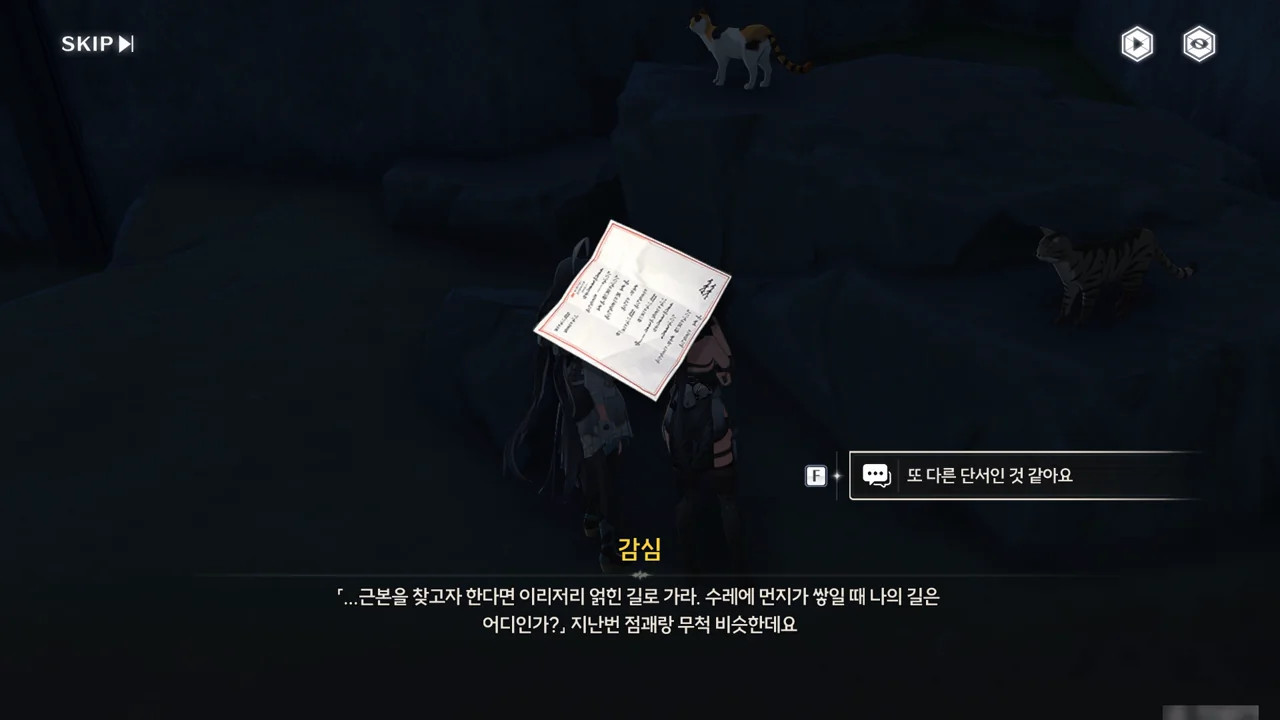 SKIP
F
또 다른 단서인 것 같아요
감심
「...근본을 찾고자 한다면 이리저리 얽힌 길로 가라. 수레에 먼지가 쌓일 때 나의 길은
어디인가?」 지난번 점괘랑 무척 비슷한데요